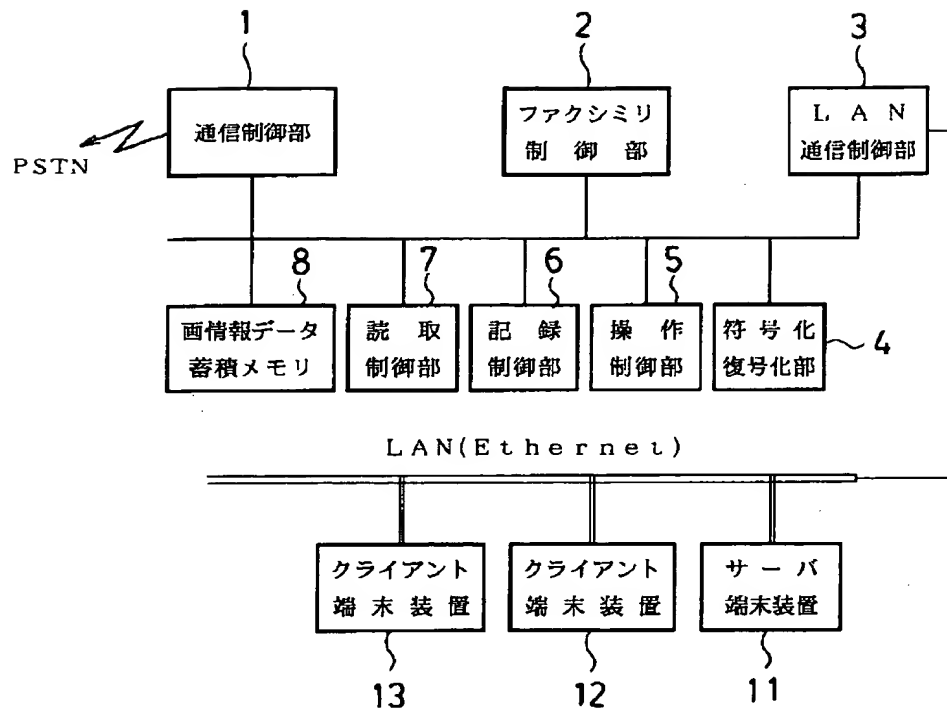 1
2
3
通信制御部
ファクシミリ
制御部
LAN
通信制御部
PSTN
8
7
6
5
画情報データ
蓄積メモリ
読取
制御部
記録
制御部
操作
制御部
符号化
復号化部
4
LAN(Ethernet)
クライアント
端末装置
クライアント
端末装置
サーバ
端末装置
13
12
11